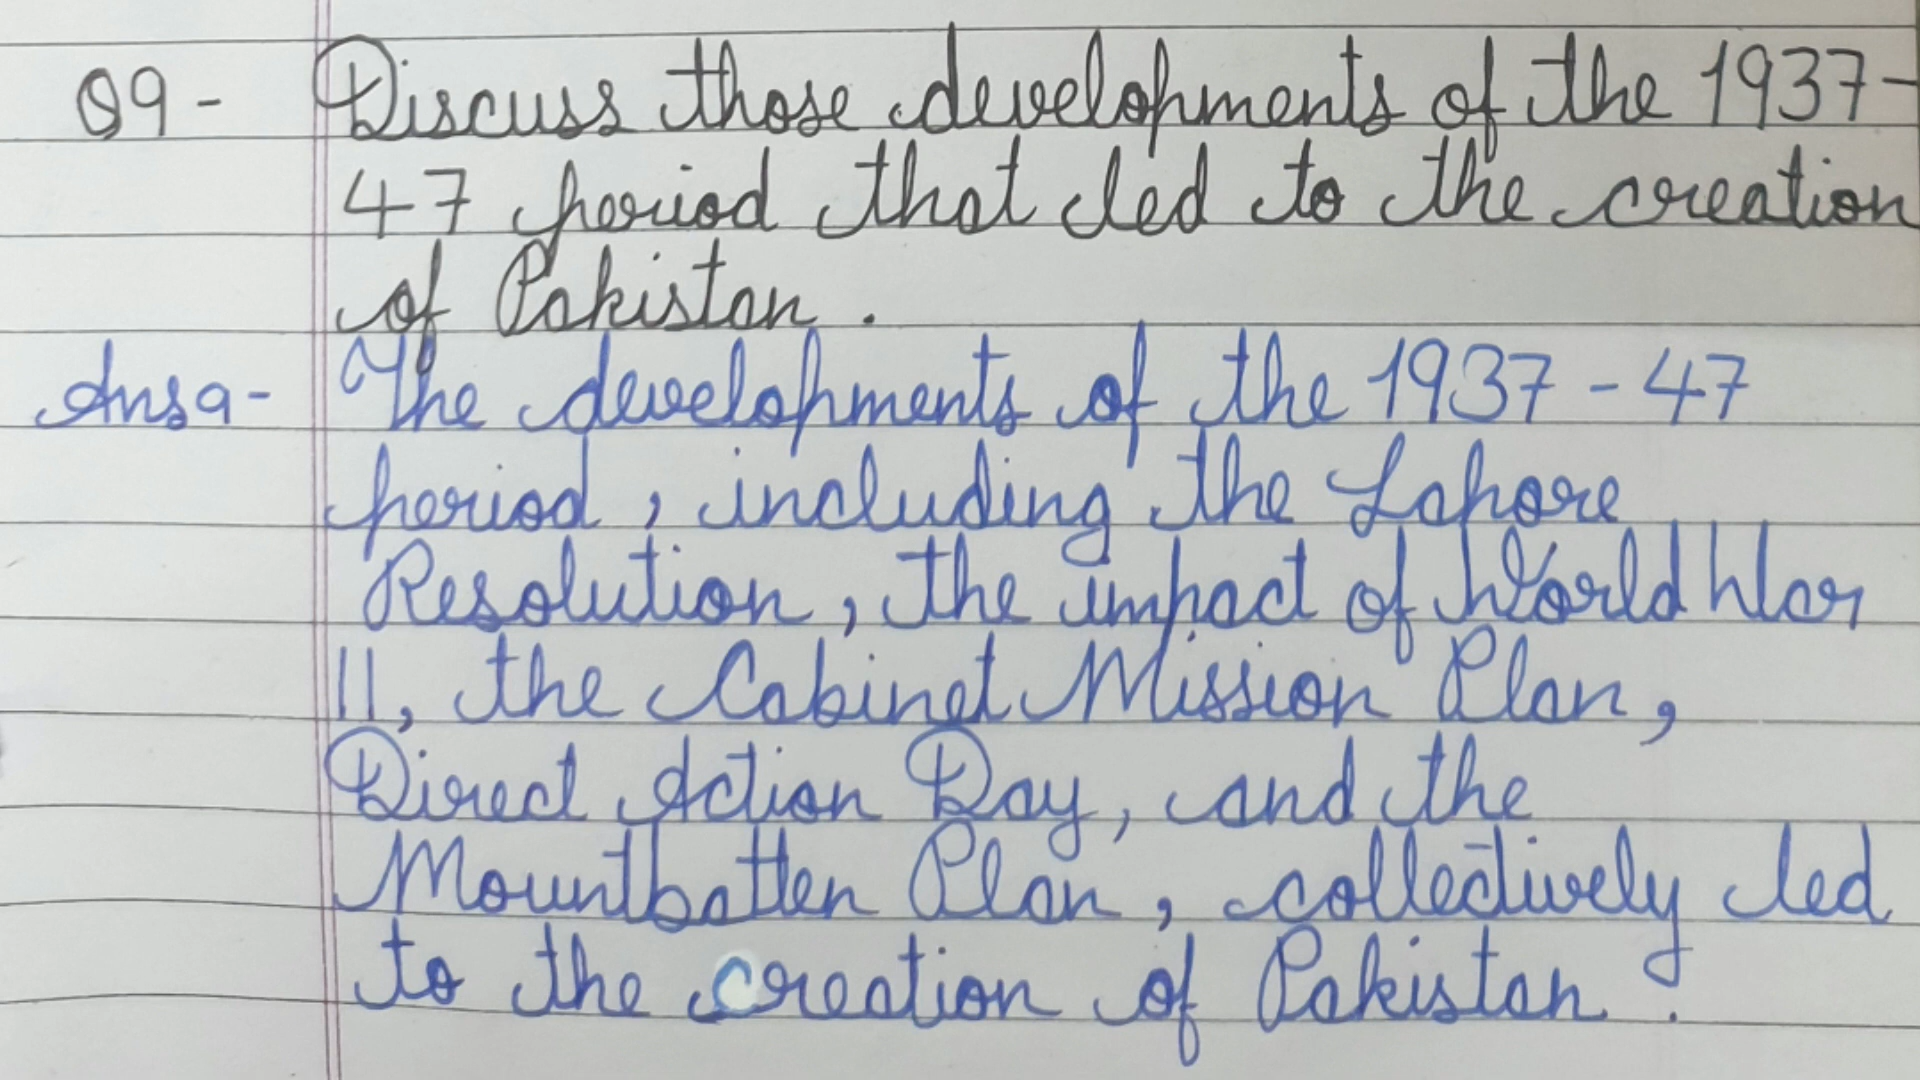 Q9- Discuss those developments of the 1937-
47 period that led to the creation
of Pakistan.
Ans9- The developments of the 1937-47
period, including the Lahore
Resolution, the impact of World War
II, the Cabinet Mission Plan,
Direct Action Day, and the
Mountbatten Plan, collectively led
to the creation of Pakistan.